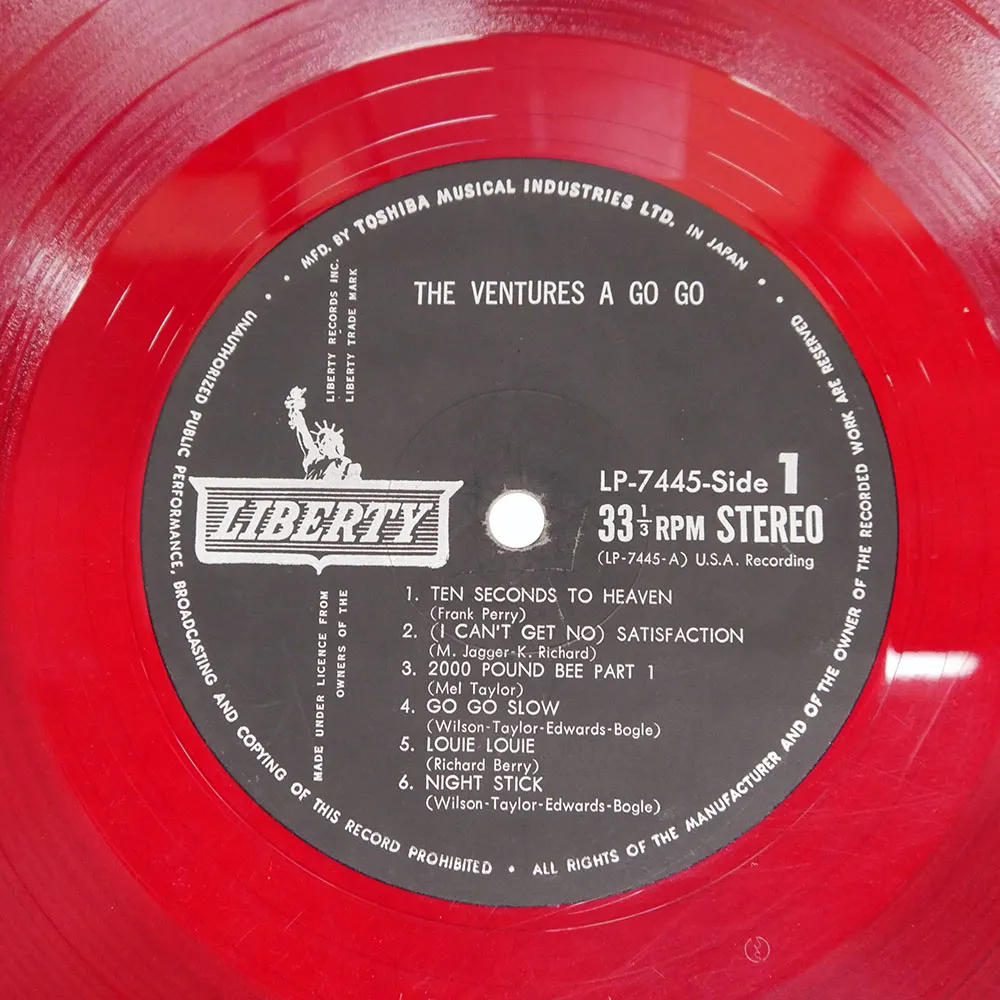 MFD. BY TOSHIBA MUSICAL INDUSTRIES LTD. IN JAPAN
THE VENTURES A GO GO
LIBERTY RECORDS INC.
LIBERTY TRADE MARK
LIBERTY
LP-7445-Side 1
33 1/3 RPM STEREO
(LP-7445-A) U.S.A. Recording
1. TEN SECONDS TO HEAVEN
(Frank Perry)
2. (I CAN'T GET NO) SATISFACTION
(M. Jagger-K. Richard)
3. 2000 POUND BEE PART 1
(Mel Taylor)
4. GO GO SLOW
(Wilson-Taylor-Edwards-Bogle)
5. LOUIE LOUIE
(Richard Berry)
6. NIGHT STICK
(Wilson-Taylor-Edwards-Bogle)
MADE UNDER LICENCE FROM
OWNERS OF THE
UNAUTHORIZED PUBLIC PERFORMANCE, BROADCASTING AND COPYING OF THIS RECORD PROHIBITED • ALL RIGHTS OF THE MANUFACTURER AND OF THE OWNER OF THE RECORDED WORK ARE RESERVED